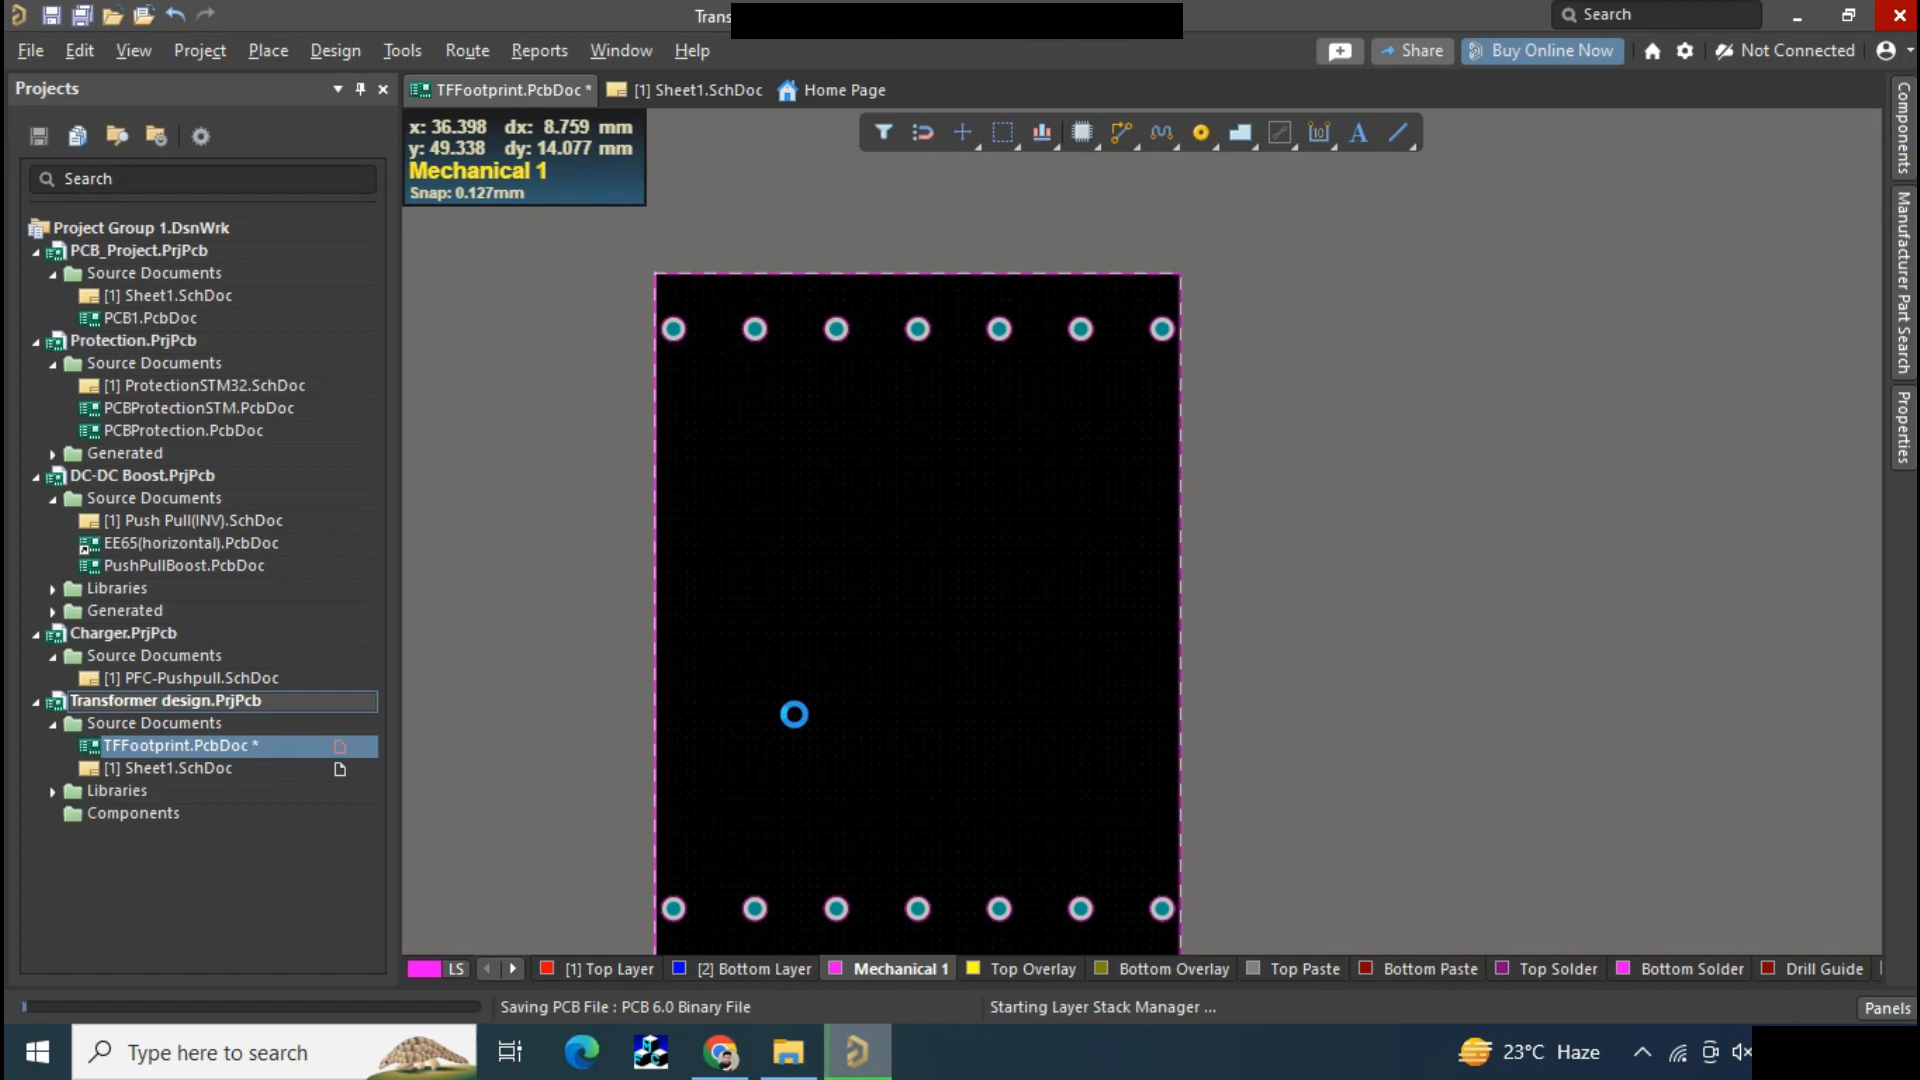 Trans
Search
File Edit View Project Place Design Tools Route Reports Window Help
Share Buy Online Now Not Connected
Projects
TFFootprint.PcbDoc * [1] Sheet1.SchDoc Home Page
x: 36.398 dx: 8.759 mm
y: 49.338 dy: 14.077 mm
Mechanical 1
Snap: 0.127mm
Search
Project Group 1.DsnWrk
PCB_Project.PrjPcb
Source Documents
[1] Sheet1.SchDoc
PCB1.PcbDoc
Protection.PrjPcb
Source Documents
[1] ProtectionSTM32.SchDoc
PCBProtectionSTM.PcbDoc
PCBProtection.PcbDoc
Generated
DC-DC Boost.PrjPcb
Source Documents
[1] Push Pull(INV).SchDoc
EE65(horizontal).PcbDoc
PushPullBoost.PcbDoc
Libraries
Generated
Charger.PrjPcb
Source Documents
[1] PFC-Pushpull.SchDoc
Transformer design.PrjPcb
Source Documents
TFFootprint.PcbDoc *
[1] Sheet1.SchDoc
Libraries
Components
Components
Manufacturer Part Search
Properties
LS [1] Top Layer [2] Bottom Layer Mechanical 1 Top Overlay Bottom Overlay Top Paste Bottom Paste Top Solder Bottom Solder Drill Guide
Saving PCB File : PCB 6.0 Binary File Starting Layer Stack Manager ... Panels
Type here to search 23°C Haze